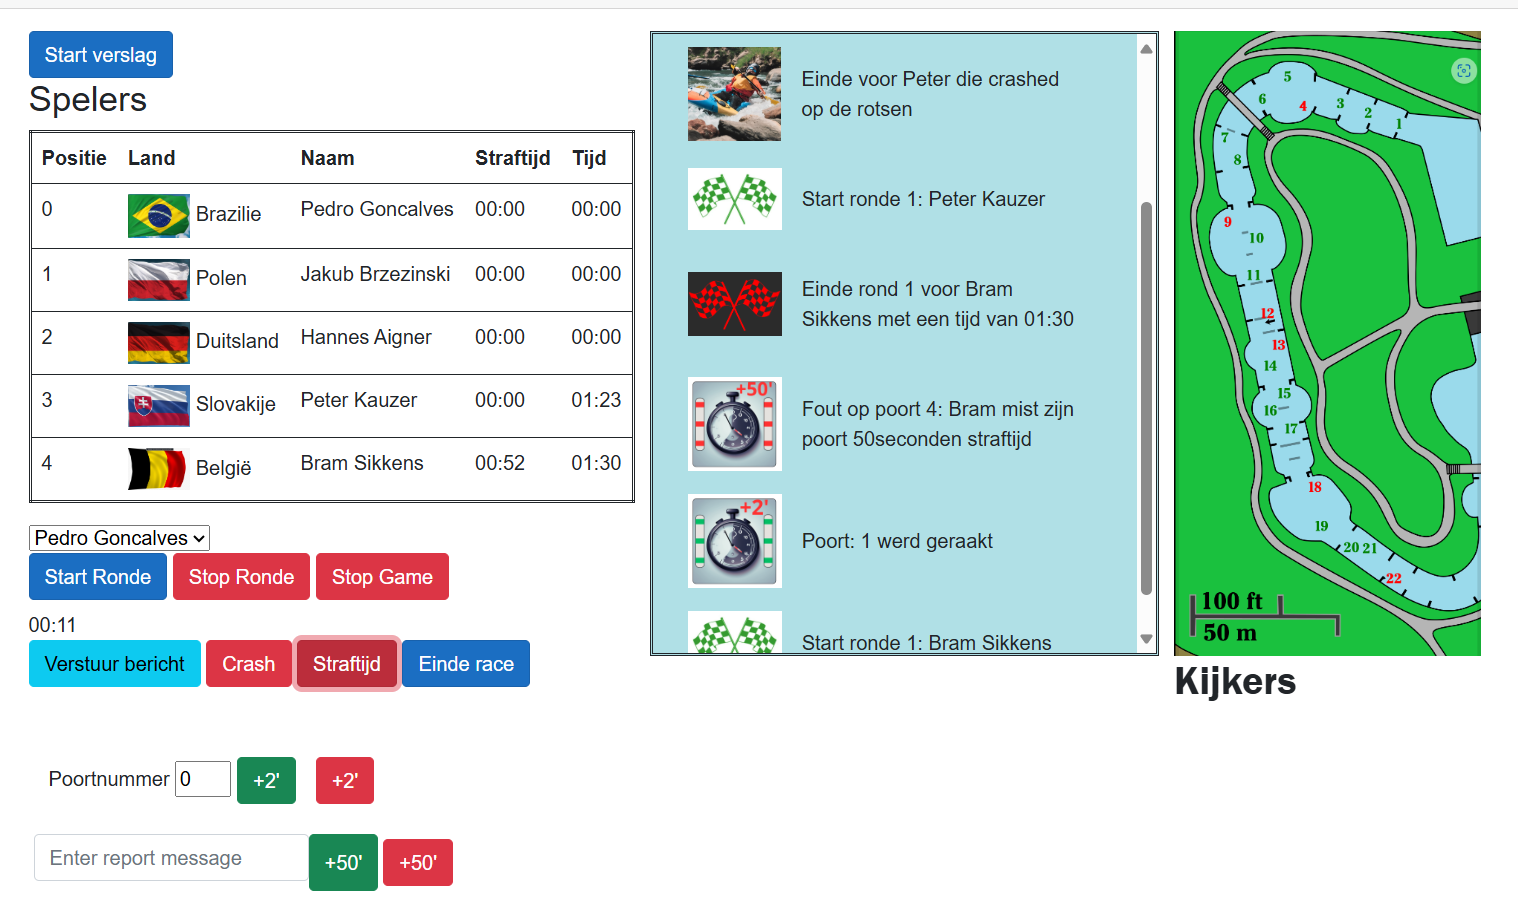 Start verslag
Spelers
Positie Land Naam Straftijd Tijd
0 Brazilie Pedro Goncalves 00:00 00:00
1 Polen Jakub Brzezinski 00:00 00:00
2 Duitsland Hannes Aigner 00:00 00:00
3 Slovakije Peter Kauzer 00:00 01:23
4 België Bram Sikkens 00:52 01:30
Pedro Goncalves
Start Ronde Stop Ronde Stop Game
00:11
Verstuur bericht Crash Straftijd Einde race
Poortnummer 0 +2' +2'
Enter report message +50' +50'
Einde voor Peter die crashed
op de rotsen
Start ronde 1: Peter Kauzer
Einde rond 1 voor Bram
Sikkens met een tijd van 01:30
+50'
Fout op poort 4: Bram mist zijn
poort 50seconden straftijd
+2'
Poort: 1 werd geraakt
Start ronde 1: Bram Sikkens
5
6 4 3 2 1
7
8
9
10
11
12
13
14
15
16
17
18
19
20 21
22
100 ft
50 m
Kijkers